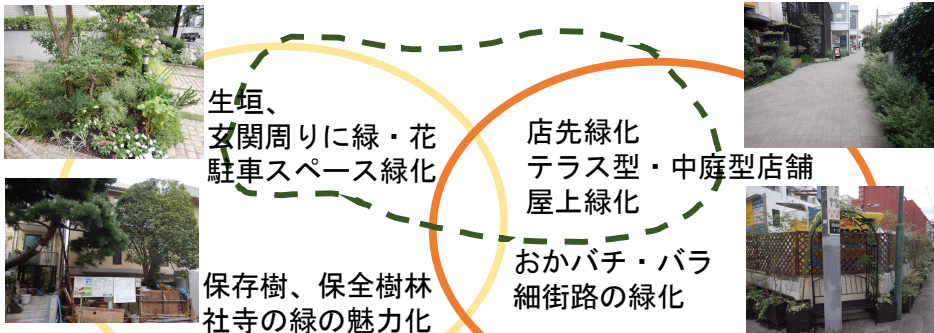 生垣、
玄関周りに緑・花
駐車スペース緑化
店先緑化
テラス型・中庭型店舗
屋上緑化
保存樹、保全樹林
社寺の緑の魅力化
おかバチ・バラ
細街路の緑化